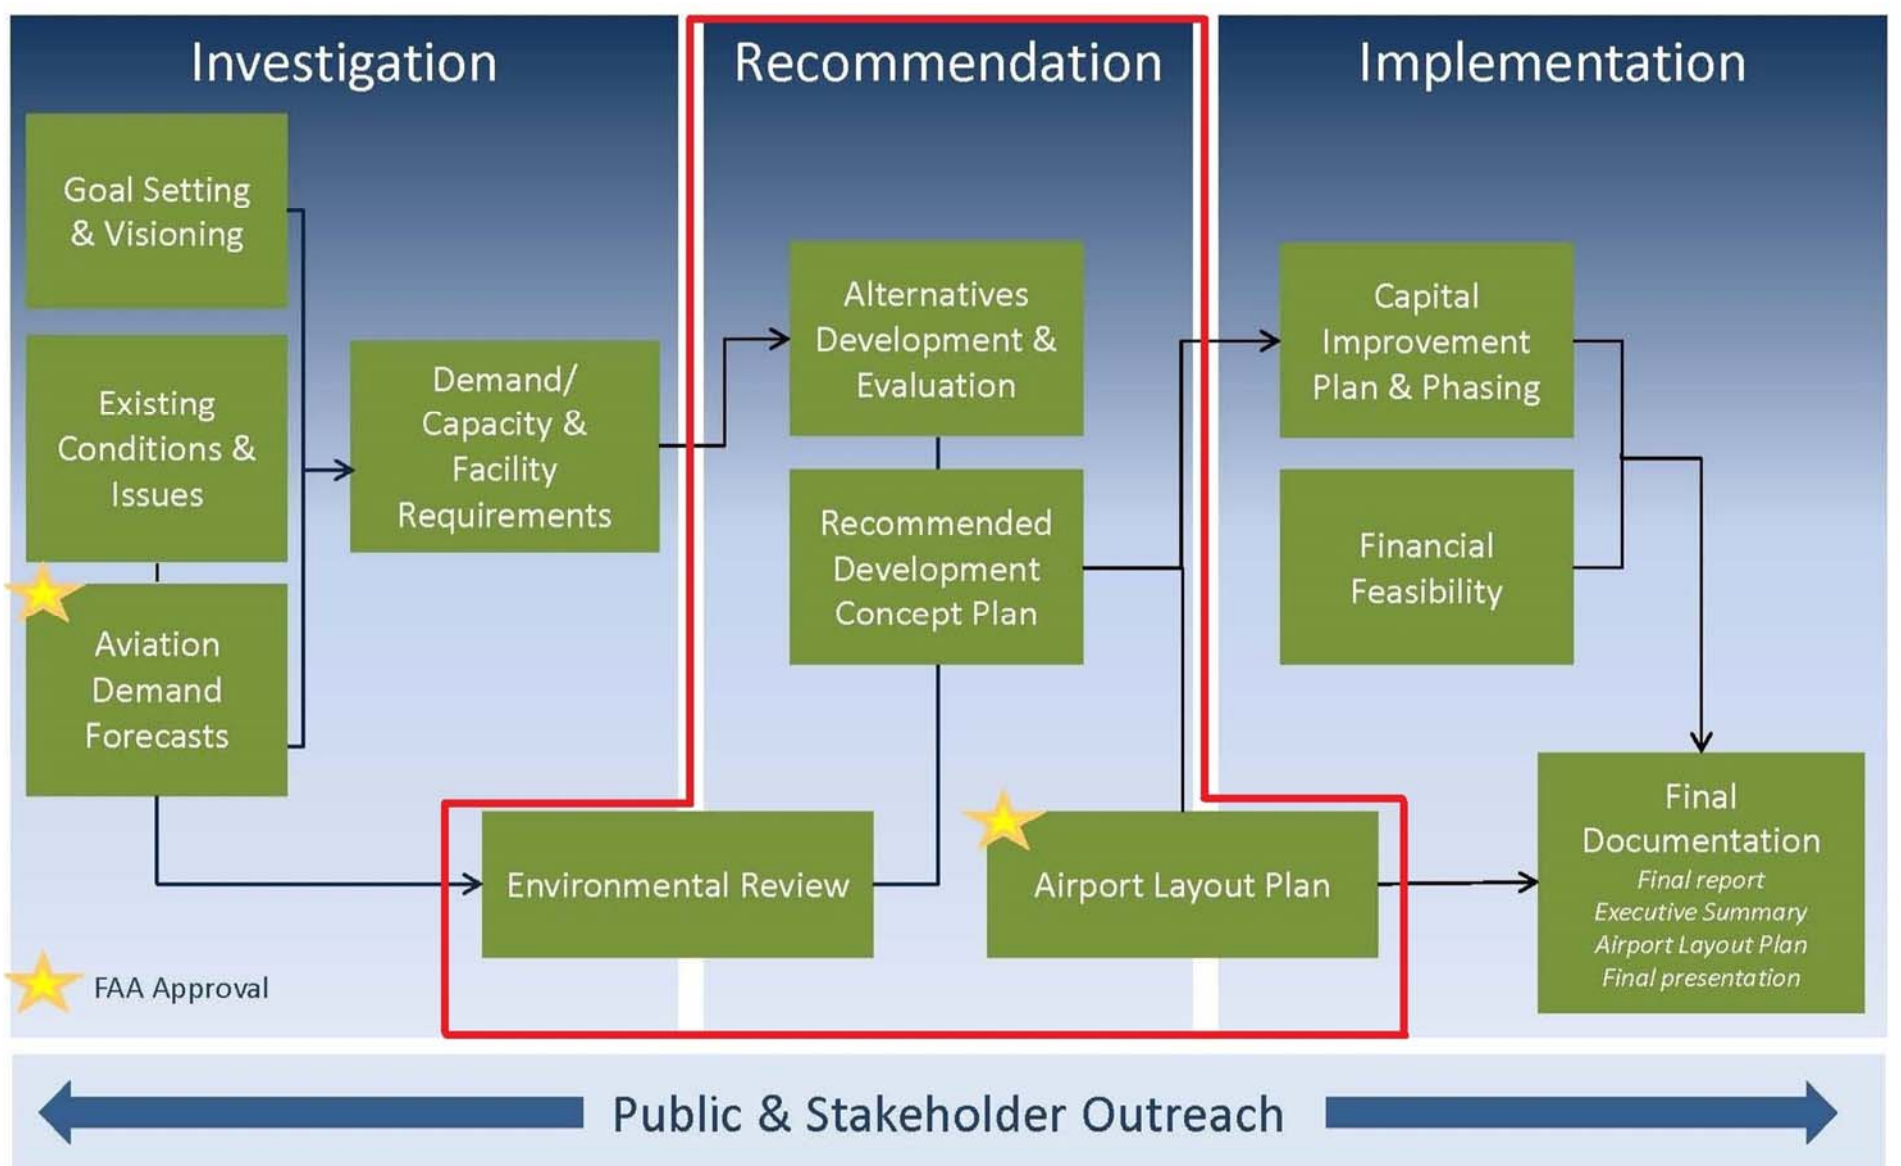 Investigation
Goal Setting
& Visioning
Existing
Conditions &
Issues
Aviation
Demand
Forecasts
Demand/
Capacity &
Facility
Requirements
FAA Approval
Recommendation
Alternatives
Development &
Evaluation
Recommended
Development
Concept Plan
Environmental Review
Airport Layout Plan
Implementation
Capital
Improvement
Plan & Phasing
Financial
Feasibility
Final
Documentation
Final report
Executive Summary
Airport Layout Plan
Final presentation
Public & Stakeholder Outreach